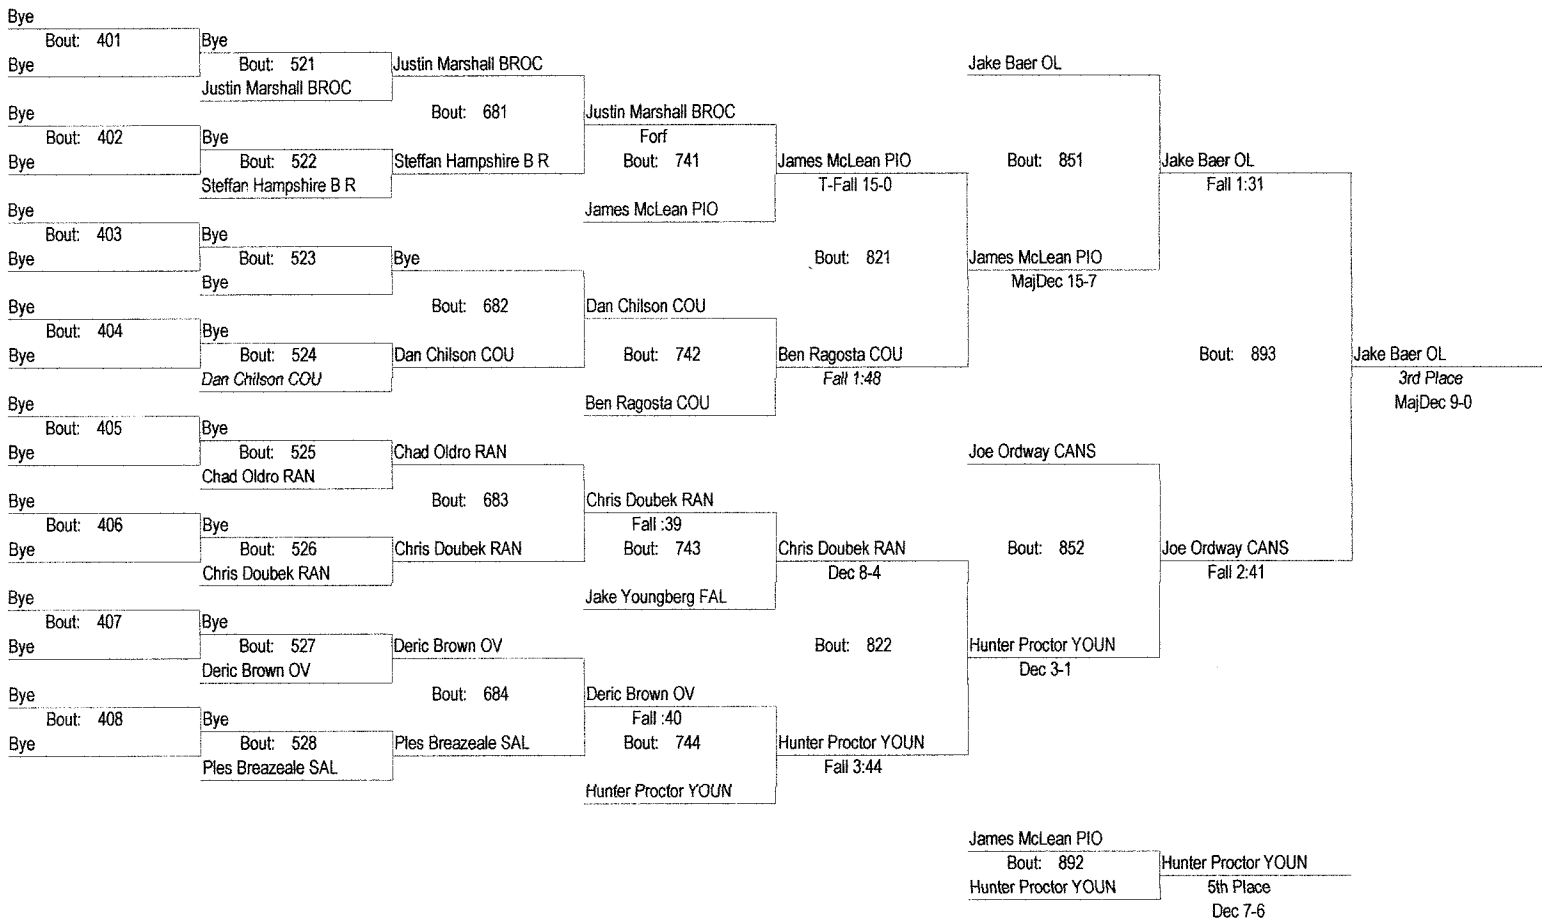 Bye
Bout: 401
Bye
Bye
Bout: 402
Bye
Bye
Bout: 403
Bye
Bye
Bout: 404
Bye
Bye
Bout: 405
Bye
Bye
Bout: 406
Bye
Bye
Bout: 407
Bye
Bye
Bout: 408
Bye
Bye
Bout: 521
Justin Marshall BROC
Bye
Bout: 522
Steffan Hampshire B R
Bye
Bout: 523
Bye
Bye
Bout: 524
Dan Chilson COU
Bye
Bout: 525
Chad Oldro RAN
Bye
Bout: 526
Chris Doubek RAN
Bye
Bout: 527
Deric Brown OV
Bye
Bout: 528
Ples Breazeale SAL
Justin Marshall BROC
Bout: 681
Steffan Hampshire B R
Bye
Bout: 682
Dan Chilson COU
Chad Oldro RAN
Bout: 683
Chris Doubek RAN
Deric Brown OV
Bout: 684
Ples Breazeale SAL
Justin Marshall BROC
Forf
Bout: 741
James McLean PIO
Dan Chilson COU
Bout: 742
Ben Ragosta COU
Chris Doubek RAN
Fall :39
Bout: 743
Jake Youngberg FAL
Deric Brown OV
Fall :40
Bout: 744
Hunter Proctor YOUN
James McLean PIO
T-Fall 15-0
Bout: 821
Ben Ragosta COU
Fall 1:48
Chris Doubek RAN
Dec 8-4
Bout: 822
Hunter Proctor YOUN
Fall 3:44
Jake Baer OL
Bout: 851
James McLean PIO
MajDec 15-7
Joe Ordway CANS
Bout: 852
Hunter Proctor YOUN
Dec 3-1
Jake Baer OL
Fall 1:31
Bout: 893
Joe Ordway CANS
Fall 2:41
Jake Baer OL
3rd Place
MajDec 9-0
James McLean PIO
Bout: 892
Hunter Proctor YOUN
Hunter Proctor YOUN
5th Place
Dec 7-6